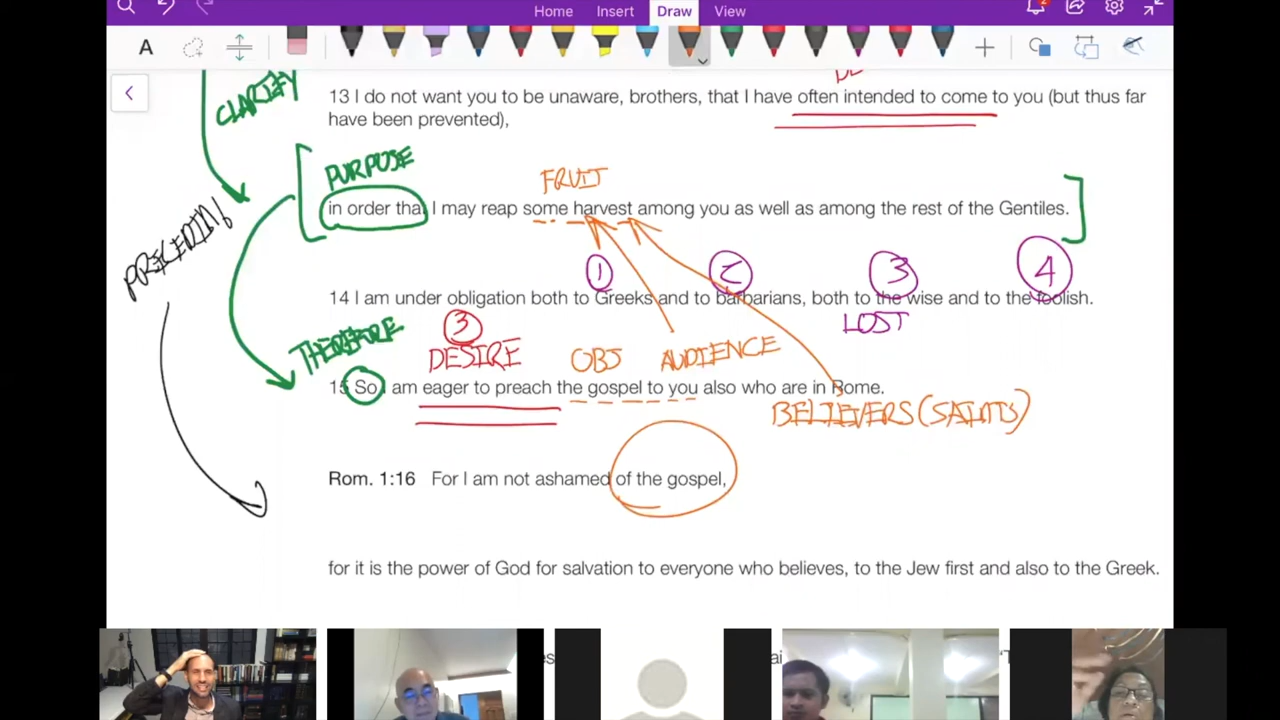 Home Insert Draw View
2
A
CLARIFY
13 I do not want you to be unaware, brothers, that I have often intended to come to you (but thus far
have been prevented),
PURPOSE
FRUIT
in order that I may reap some harvest among you as well as among the rest of the Gentiles.
PRECEDING
1 2 3 4
14 I am under obligation both to Greeks and to barbarians, both to the wise and to the foolish.
LOST
THEREFORE
3
DESIRE OBJ AUDIENCE
15 So I am eager to preach the gospel to you also who are in Rome.
BELIEVERS (SAINTS)
Rom. 1:16 For I am not ashamed of the gospel,
for it is the power of God for salvation to everyone who believes, to the Jew first and also to the Greek.